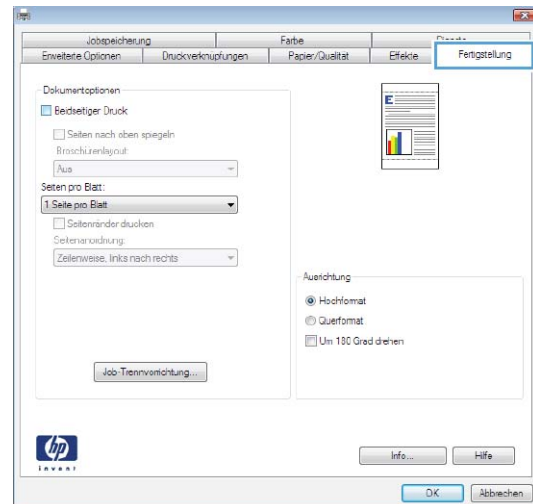 Jobspeicherung Farbe Dienste
Erweiterte Optionen Druckverknüpfungen Papier/Qualität Effekte Fertigstellung
Dokumentoptionen
Beidseitiger Druck
Seiten nach oben spiegeln
Broschürenlayout:
Aus
Seiten pro Blatt:
1 Seite pro Blatt
Seitenränder drucken
Seitenanordnung:
Zeilenweise, links nach rechts
Job-Trennvorrichtung...
E
Ausrichtung
Hochformat
Querformat
Um 180 Grad drehen
hp
invent
Info...
Hilfe
OK
Abbrechen